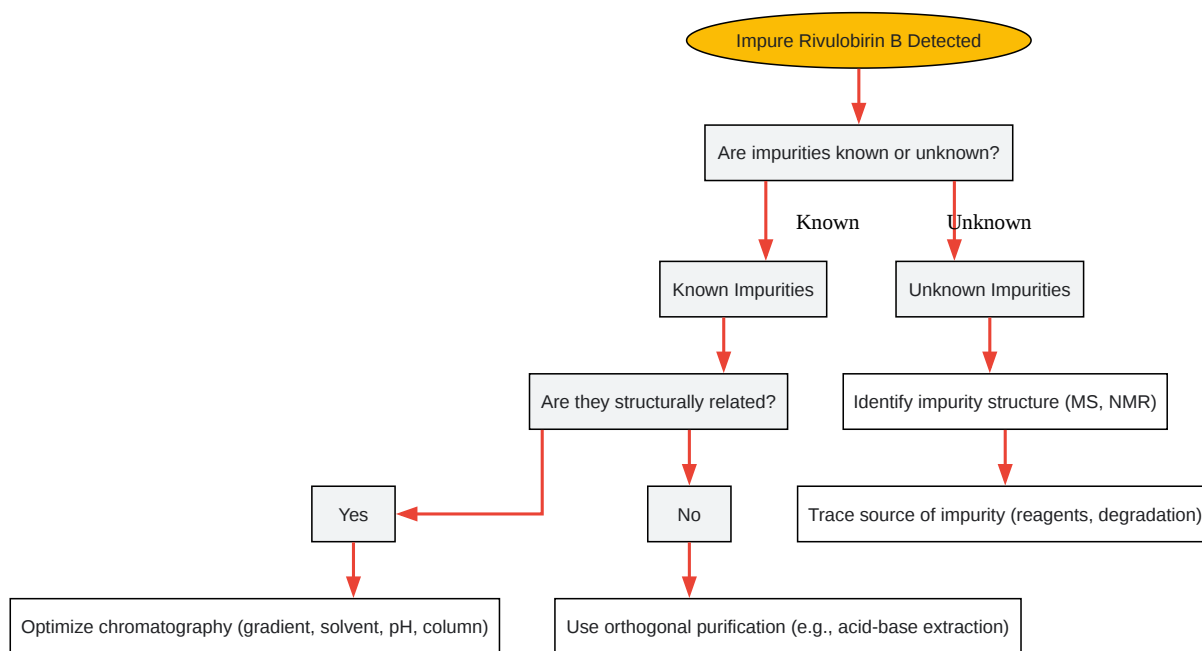 Impure Rivulobirin B Detected
Are impurities known or unknown?
Known
Unknown
Known Impurities
Unknown Impurities
Are they structurally related?
Identify impurity structure (MS, NMR)
Yes
No
Trace source of impurity (reagents, degradation)
Optimize chromatography (gradient, solvent, pH, column)
Use orthogonal purification (e.g., acid-base extraction)